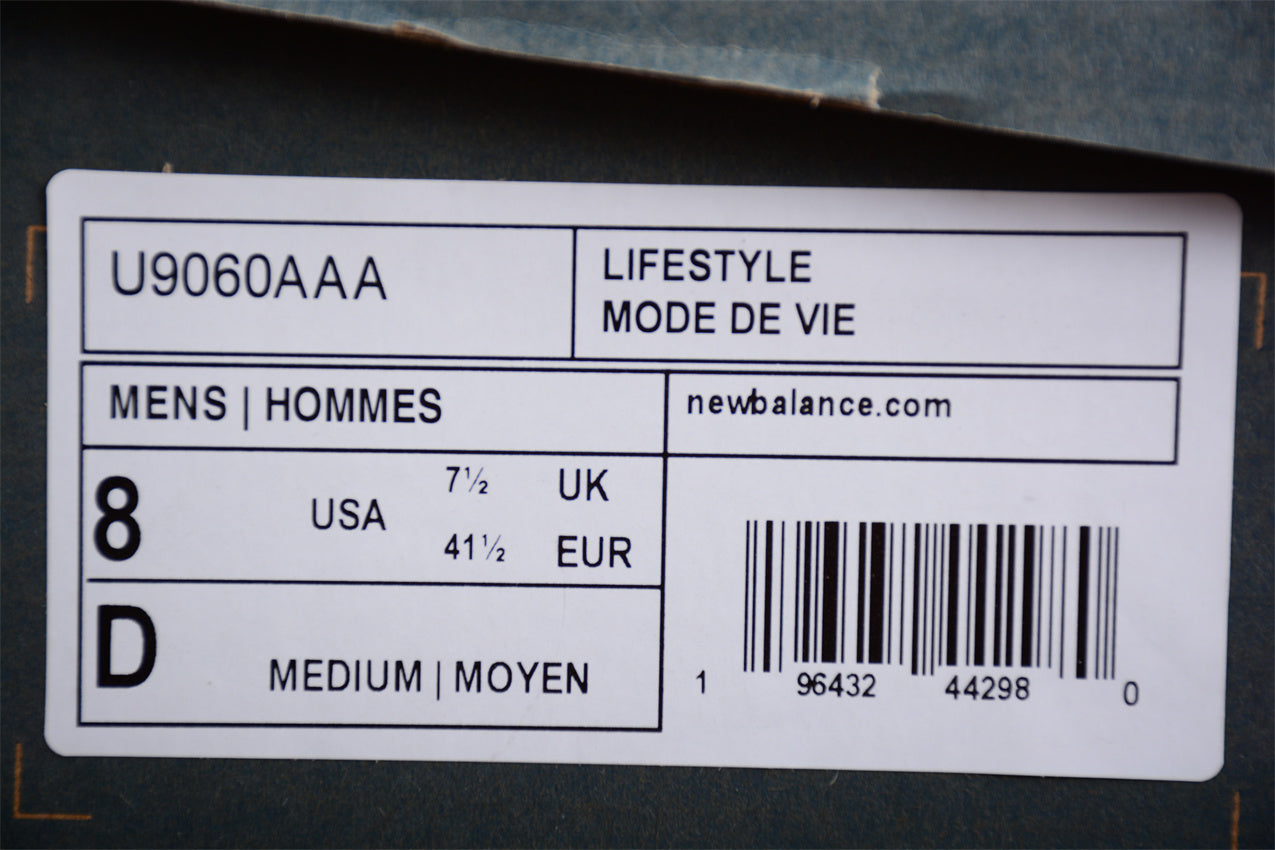 U9060AAA
LIFESTYLE
MODE DE VIE
MENS | HOMMES
newbalance.com
8 USA 7½ UK
41½ EUR
D MEDIUM | MOYEN
1 96432 44298 0